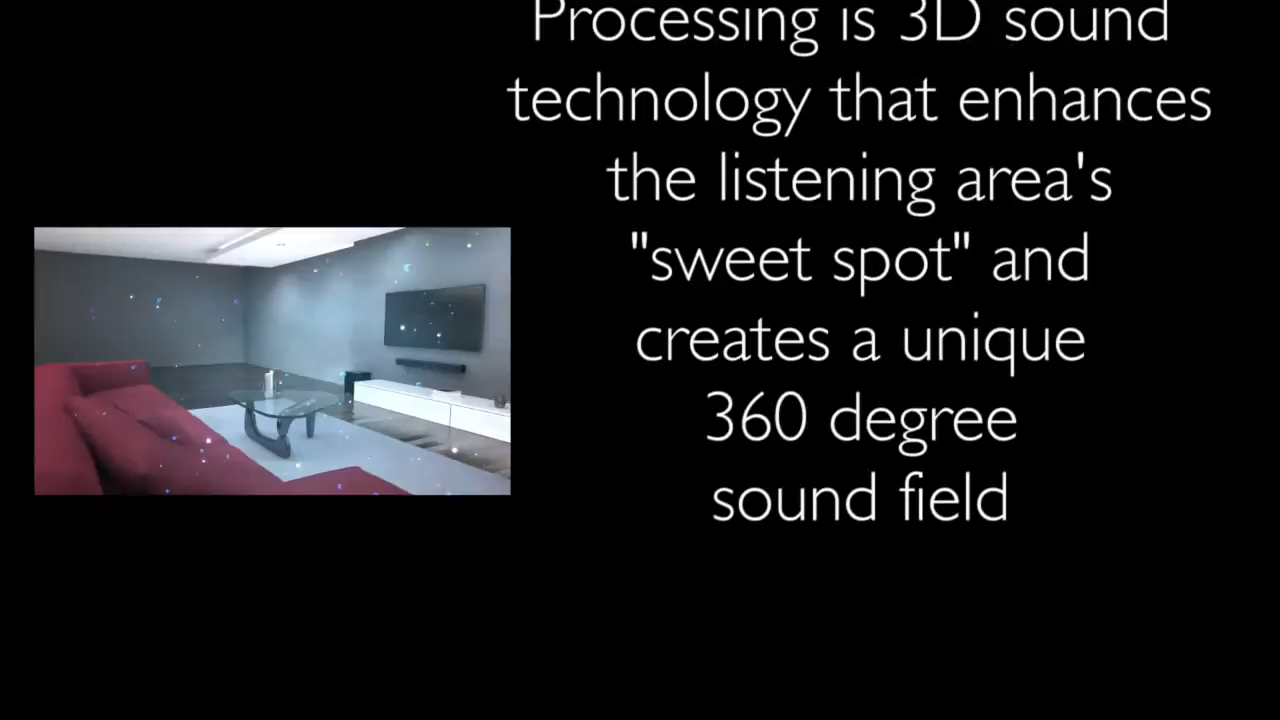 Processing is 3D sound
technology that enhances
the listening area's
"sweet spot" and
creates a unique
360 degree
sound field